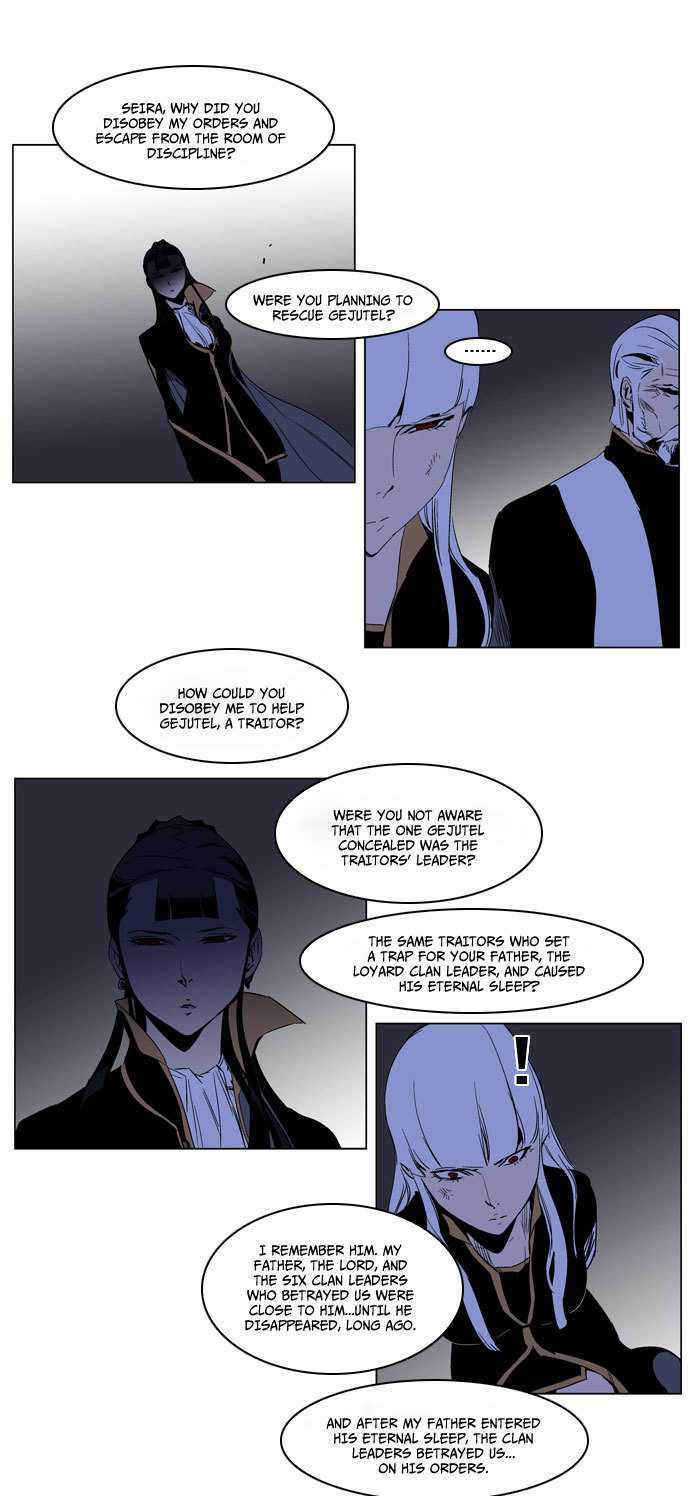 SEIRA, WHY DID YOU
DISOBEY MY ORDERS AND
ESCAPE FROM THE ROOM OF
DISCIPLINE?
WERE YOU PLANNING TO
RESCUE GEJUTEL?
------
HOW COULD YOU
DISOBEY ME TO HELP
GEJUTEL, A TRAITOR?
WERE YOU NOT AWARE
THAT THE ONE GEJUTEL
CONCEALED WAS THE
TRAITORS' LEADER?
THE SAME TRAITORS WHO SET
A TRAP FOR YOUR FATHER, THE
LOYARD CLAN LEADER, AND CAUSED
HIS ETERNAL SLEEP?
!
I REMEMBER HIM. MY
FATHER, THE LORD, AND
THE SIX CLAN LEADERS
WHO BETRAYED US WERE
CLOSE TO HIM...UNTIL HE
DISAPPEARED, LONG AGO.
AND AFTER MY FATHER ENTERED
HIS ETERNAL SLEEP, THE CLAN
LEADERS BETRAYED US...
ON HIS ORDERS.